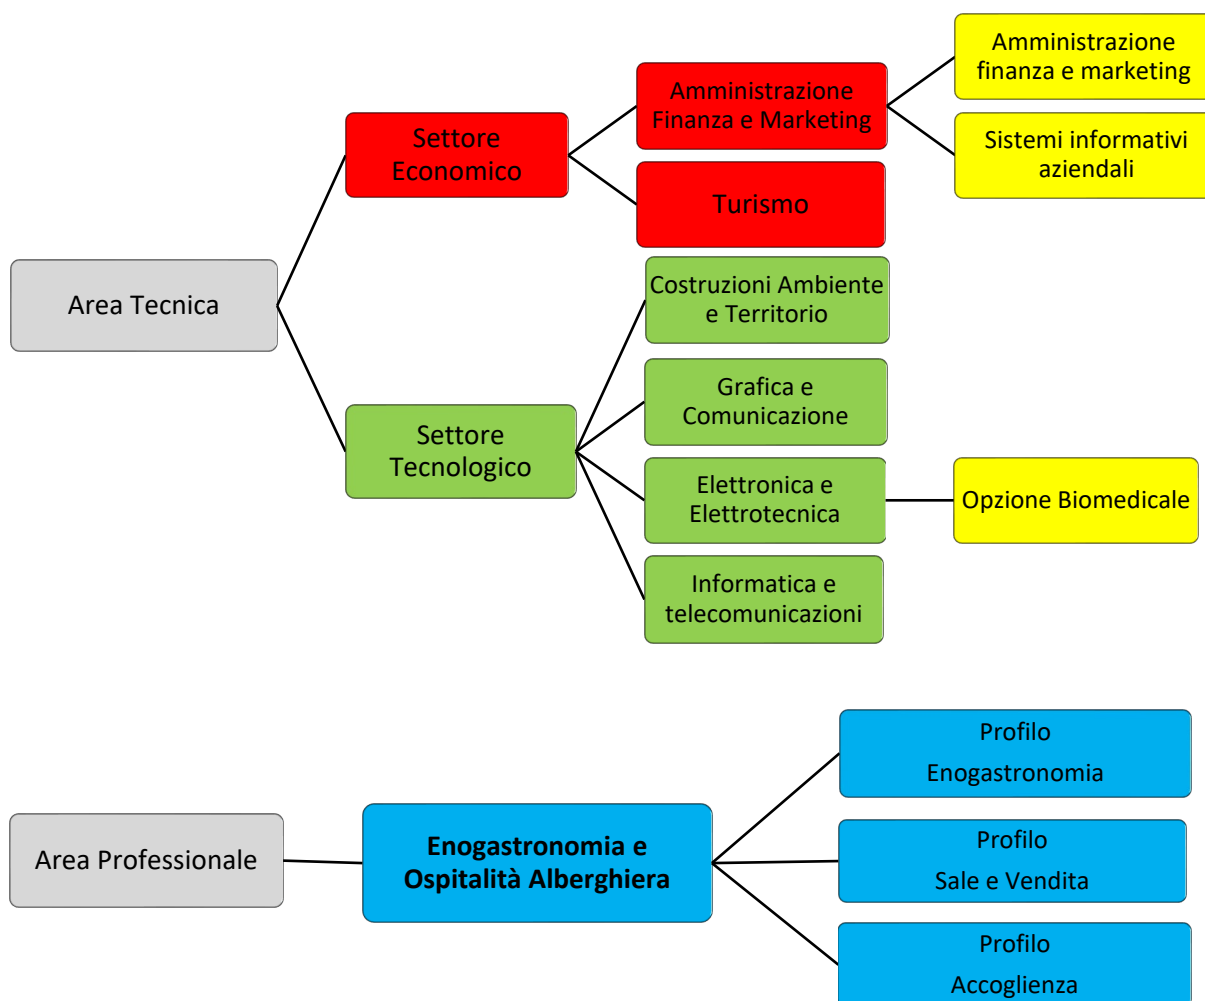 Area Tecnica
Settore
Economico
Amministrazione
Finanza e Marketing
Amministrazione
finanza e marketing
Sistemi informativi
aziendali
Turismo
Settore
Tecnologico
Costruzioni Ambiente
e Territorio
Grafica e
Comunicazione
Elettronica e
Elettrotecnica
Opzione Biomedicale
Informatica e
telecomunicazioni
Area Professionale
Enogastronomia e
Ospitalità Alberghiera
Profilo
Enogastronomia
Profilo
Sale e Vendita
Profilo
Accoglienza